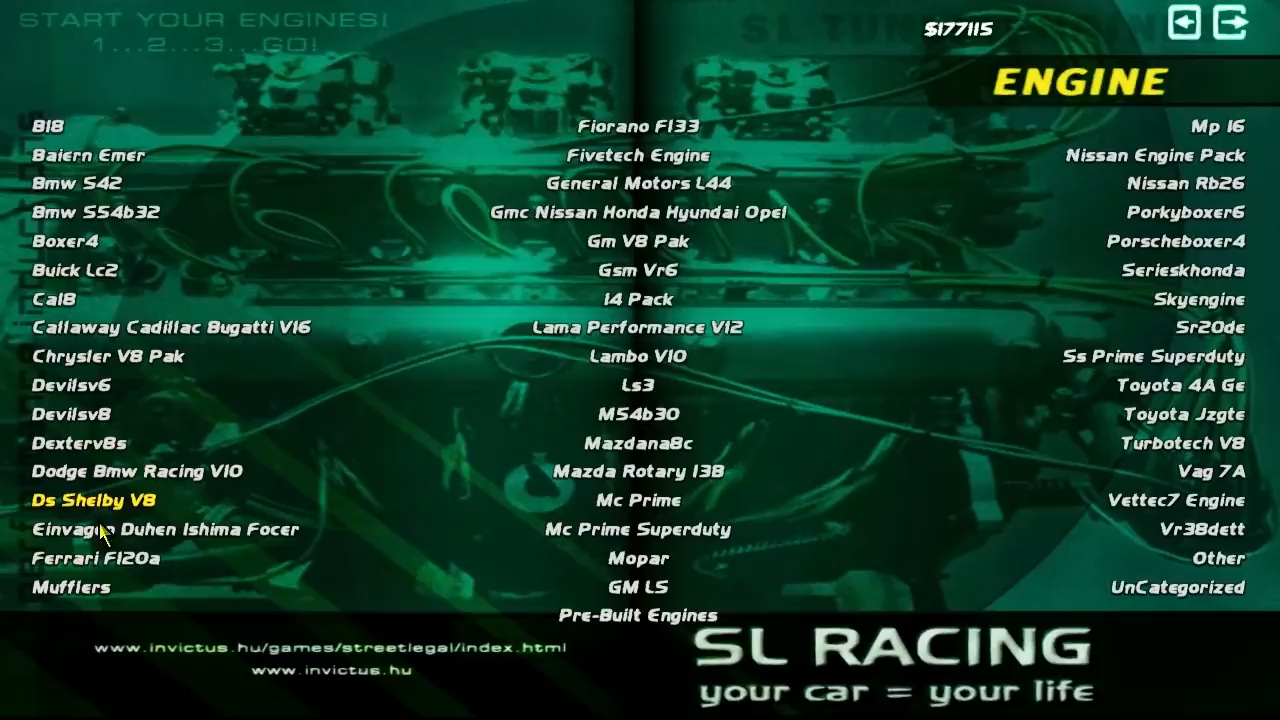 START YOUR ENGINES!
1...2...3...GO!
$177115
ENGINE
B18
Baiern Emer
Bmw S42
Bmw S54b32
Boxer4
Buick Lc2
Cal8
Callaway Cadillac Bugatti V16
Chrysler V8 Pak
Devilsv6
Devilsv8
Dexterv8s
Dodge Bmw Racing V10
Ds Shelby V8
Einvagen Duhen Ishima Focer
Ferrari F120a
Mufflers
Fiorano F133
Fivetech Engine
General Motors L44
Gmc Nissan Honda Hyundai Opel
Gm V8 Pak
Gsm Vr6
I4 Pack
Lama Performance V12
Lambo V10
Ls3
M54b30
Mazdana8c
Mazda Rotary 13B
Mc Prime
Mc Prime Superduty
Mopar
GM LS
Pre-Built Engines
Mp 16
Nissan Engine Pack
Nissan Rb26
Porkyboxer6
Porscheboxer4
Serieskhonda
Skyengine
Sr20de
Ss Prime Superduty
Toyota 4A Ge
Toyota Jzgte
Turbotech V8
Vag 7A
Vettec7 Engine
Vr38dett
Other
UnCategorized
www.invictus.hu/games/streetlegal/index.html
www.invictus.hu
SL RACING
your car = your life